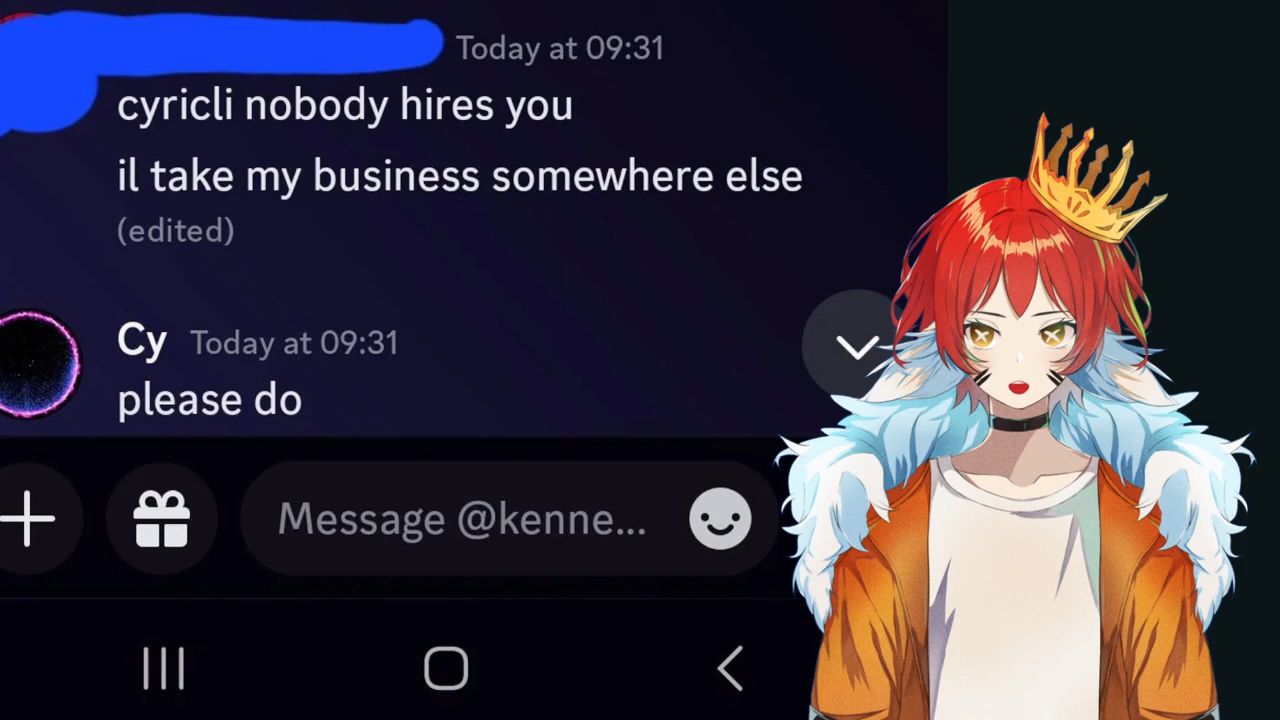 Today at 09:31
cyricli nobody hires you
il take my business somewhere else
(edited)
Cy Today at 09:31
please do
Message @kenne...